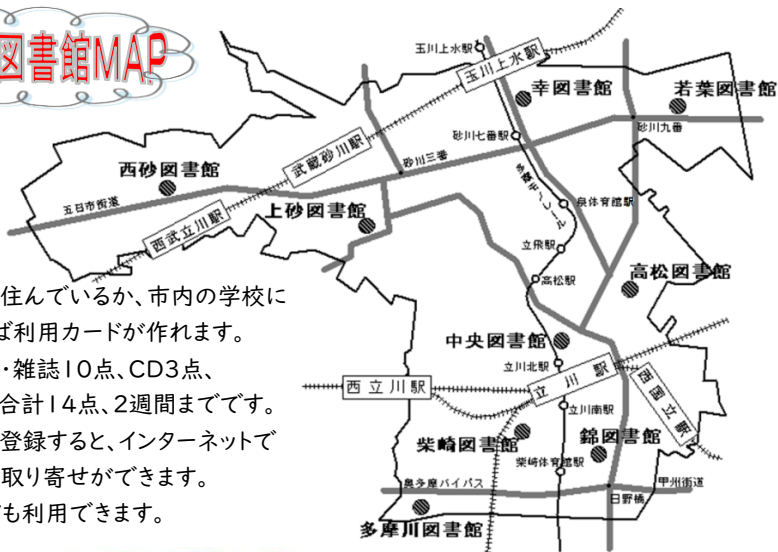 図書館MAP
玉川上水駅
玉川上水駅
幸図書館
若葉図書館
砂川七番駅
砂川九番
武蔵砂川駅
砂川三番
西砂図書館
多摩モノレール
五日市街道
西武立川駅
上砂図書館
泉体育館駅
立飛駅
高松駅
高松図書館
住んでいるか、市内の学校に
ば利用カードが作れます。
・雑誌10点、CD3点、
合計14点、2週間までです。
登録すると、インターネットで
取り寄せができます。
も利用できます。
中央図書館
立川北駅
立川駅
西立川駅
西国立駅
立川南駅
柴崎図書館
錦図書館
柴崎体育館駅
奥多摩バイパス
甲州街道
日野橋
多摩川図書館